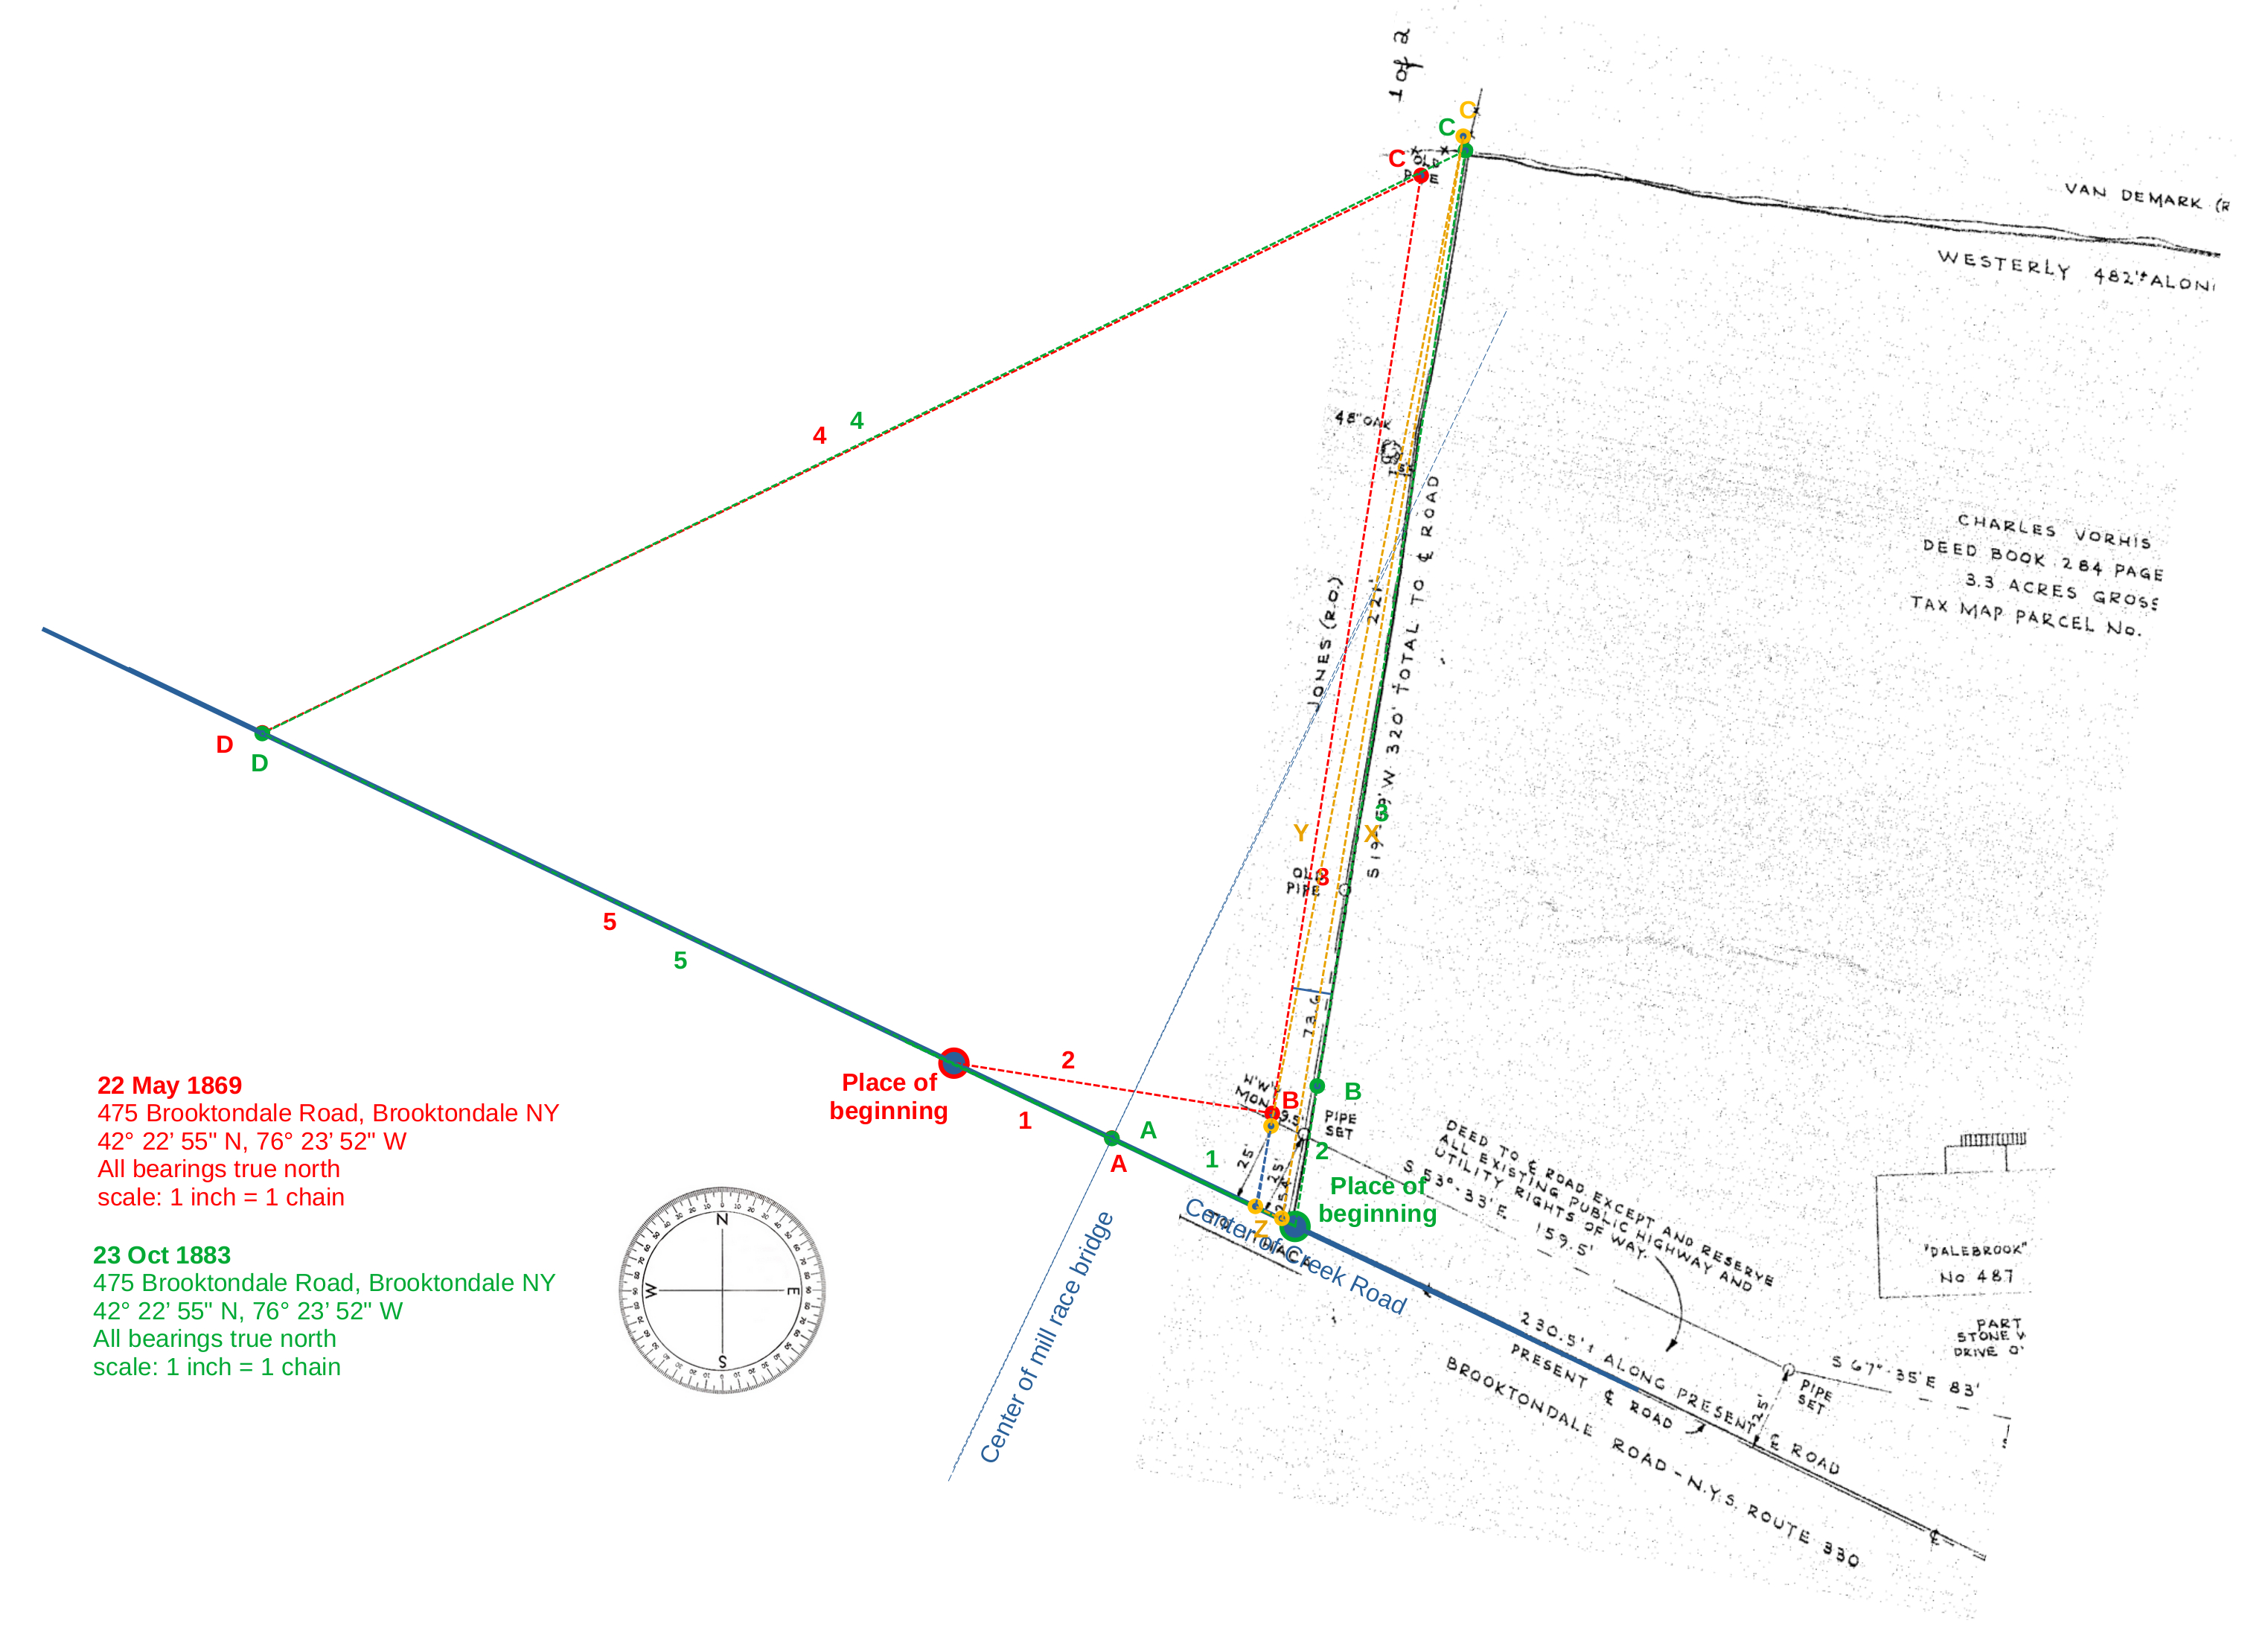 1 of 2
C
C
C
OLD
PIPE
VAN DEMARK (R
WESTERLY 482'± ALON
4
4
48" OAK
CHARLES VORHIS
DEED BOOK 284 PAGE
3.3 ACRES GROSS
TAX MAP PARCEL No.
221'
JONES (R.O.)
W 320' TOTAL TO ℄ ROAD
D
D
3
Y
X
OLD
PIPE
3
5
5
73.6
Place of
beginning
2
1
A
A
1
H'W'Y
MON.
9.5'
B
B
PIPE
SET
2
25'
25'
Place of
beginning
Z
Center of Creek Road
Center of mill race bridge
S 53°-33' E 159.5'
DEED TO ℄ ROAD EXCEPT AND RESERVE
ALL EXISTING PUBLIC HIGHWAY AND
UTILITY RIGHTS OF WAY.
"DALEBROOK"
No 487
PART
STONE W
DRIVE O'
230.5'± ALONG PRESENT ℄ ROAD
PRESENT ℄ ROAD
25'
PIPE
SET
S 67°-35' E 83'
BROOKTONDALE ROAD - N.Y.S. ROUTE 330
℄
22 May 1869
475 Brooktondale Road, Brooktondale NY
42° 22’ 55" N, 76° 23’ 52" W
All bearings true north
scale: 1 inch = 1 chain
23 Oct 1883
475 Brooktondale Road, Brooktondale NY
42° 22’ 55" N, 76° 23’ 52" W
All bearings true north
scale: 1 inch = 1 chain
N
W
E
S